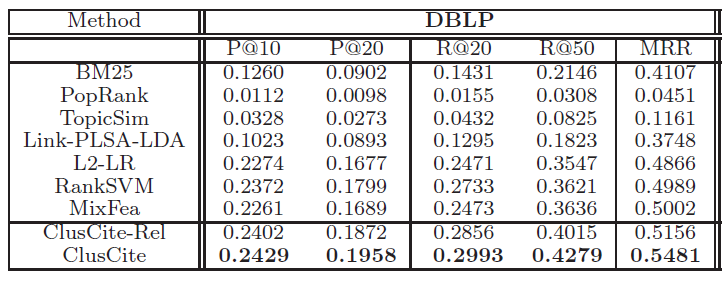 Method DBLP
P@10 P@20 R@20 R@50 MRR
BM25 0.1260 0.0902 0.1431 0.2146 0.4107
PopRank 0.0112 0.0098 0.0155 0.0308 0.0451
TopicSim 0.0328 0.0273 0.0432 0.0825 0.1161
Link-PLSA-LDA 0.1023 0.0893 0.1295 0.1823 0.3748
L2-LR 0.2274 0.1677 0.2471 0.3547 0.4866
RankSVM 0.2372 0.1799 0.2733 0.3621 0.4989
MixFea 0.2261 0.1689 0.2473 0.3636 0.5002
ClusCite-Rel 0.2402 0.1872 0.2856 0.4015 0.5156
ClusCite 0.2429 0.1958 0.2993 0.4279 0.5481